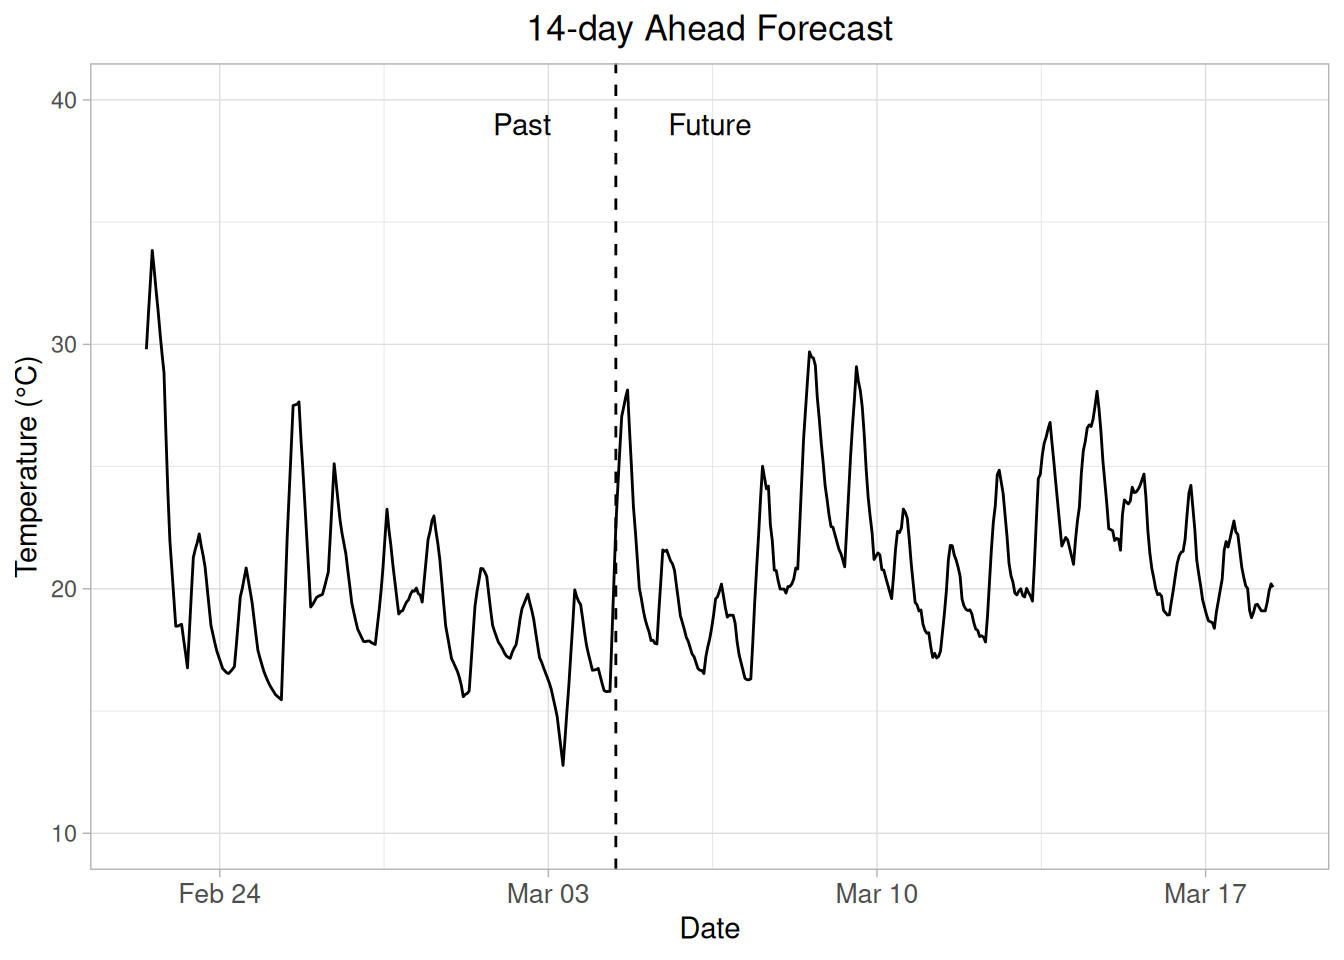 14-day Ahead Forecast
Past
Future
40
30
20
10
Temperature (°C)
Feb 24
Mar 03
Mar 10
Mar 17
Date